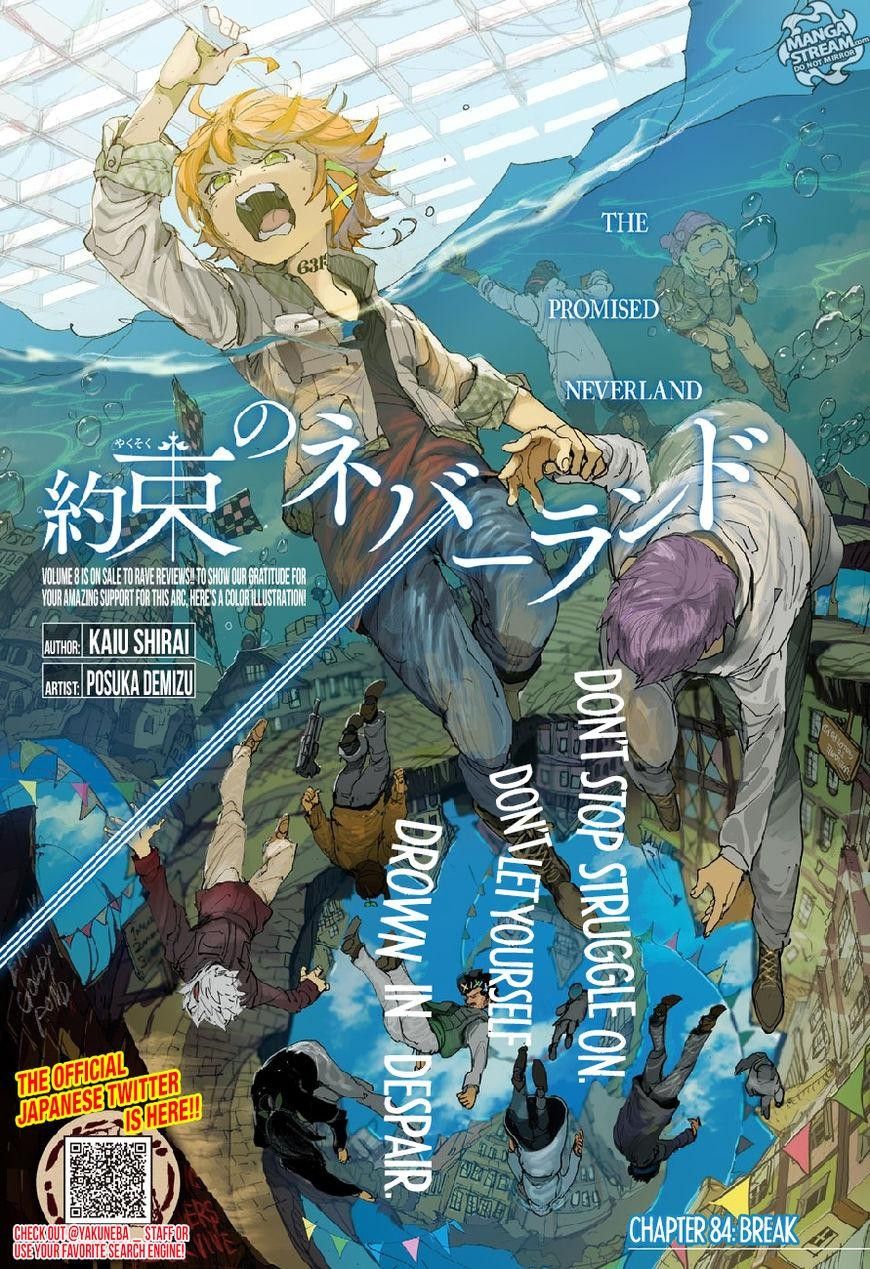 MANGA
STREAM.com
DO NOT MIRROR
THE
PROMISED
NEVERLAND
6319
やくそく
約束のネバーランド
VOLUME 8 IS ON SALE TO RAVE REVIEWS!! TO SHOW OUR GRATITUDE FOR
YOUR AMAZING SUPPORT FOR THIS ARC, HERE'S A COLOR ILLUSTRATION!
AUTHOR: KAIU SHIRAI
ARTIST: POSUKA DEMIZU
DON'T STOP STRUGGLE ON.
DON'T LET YOURSELF
DROWN IN DESPAIR.
GOLDY
POND
THE OFFICIAL
JAPANESE TWITTER
IS HERE!!
CHECK OUT @YAKUNEBA_STAFF OR
USE YOUR FAVORITE SEARCH ENGINE!
CHAPTER 84: BREAK